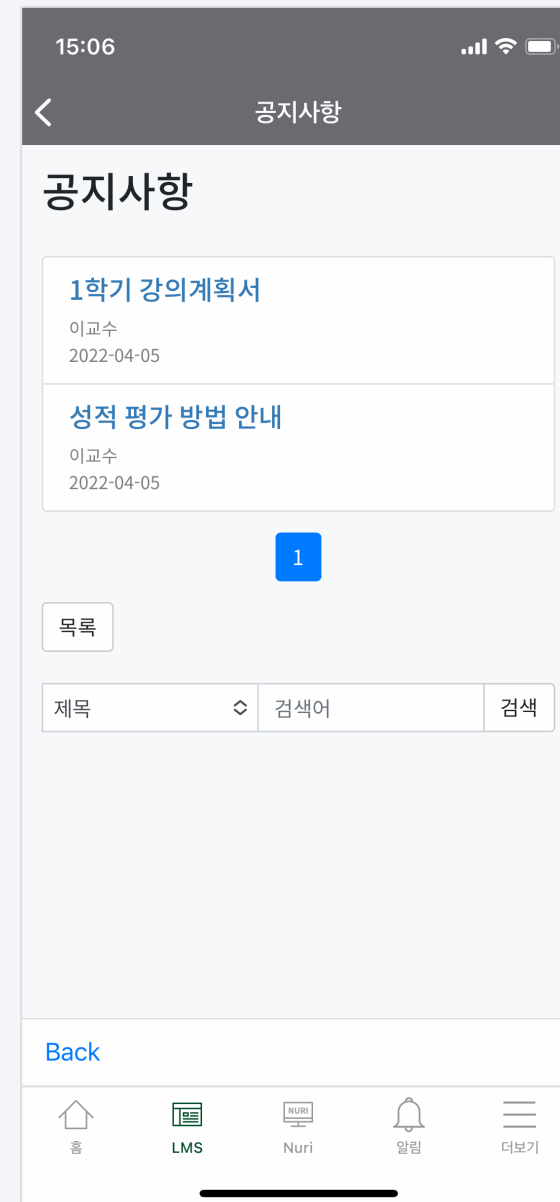 15:06
공지사항
공지사항
1학기 강의계획서
이교수
2022-04-05
성적 평가 방법 안내
이교수
2022-04-05
1
목록
제목 검색어 검색
Back
NURI
홈 LMS Nuri 알림 더보기